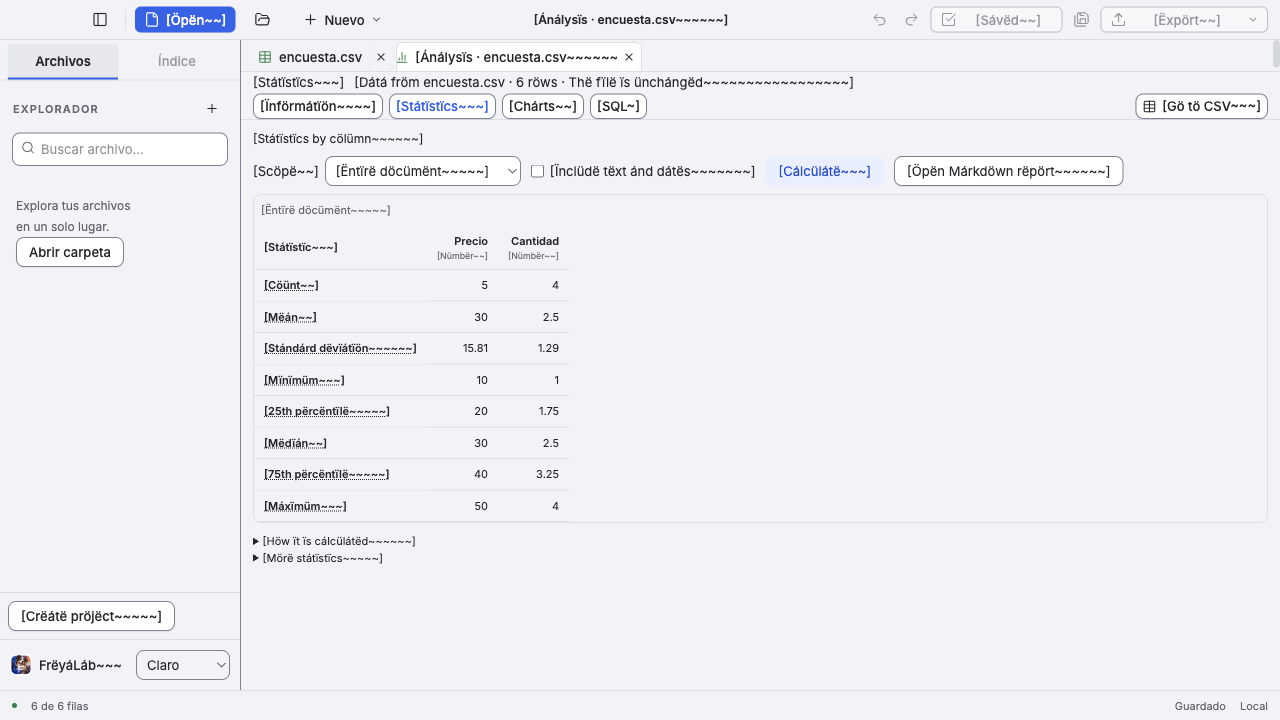 [Öpën~~]
Nuevo
[Ánálysïs · encuesta.csv~~~~~~]
[Sávëd~~]
[Ëxpört~~]
Archivos
Índice
encuesta.csv
[Ánálysïs · encuesta.csv~~~~~~
EXPLORADOR
Buscar archivo...
Explora tus archivos
en un solo lugar.
Abrir carpeta
[Crëátë pröjëct~~~~~]
FrëyáLáb~~~
Claro
[Státïstïcs~~~] [Dátá fröm encuesta.csv · 6 röws · Thë fïlë ïs ünchángëd~~~~~~~~~~~~~~~~]
[Ïnförmátïön~~~~] [Státïstïcs~~~] [Chárts~~] [SQL~] [Gö tö CSV~~~]
[Státïstïcs by cölümn~~~~~~]
[Scöpë~~] [Ëntïrë döcümënt~~~~~] [Ïnclüdë tëxt ánd dátës~~~~~~~] [Cálcülátë~~~] [Öpën Márkdöwn rëpört~~~~~~]
[Ëntïrë döcümënt~~~~~]
[Státïstïc~~~] Precio Cantidad
[Nümbër~~] [Nümbër~~]
[Cöünt~~] 5 4
[Mëán~~] 30 2.5
[Stándárd dëvïátïön~~~~~~] 15.81 1.29
[Mïnïmüm~~~] 10 1
[25th përcëntïlë~~~~~] 20 1.75
[Mëdïán~~] 30 2.5
[75th përcëntïlë~~~~~] 40 3.25
[Máxïmüm~~~] 50 4
[Höw ït ïs cálcülátëd~~~~~~]
[Mörë státïstïcs~~~~~]
6 de 6 filas
Guardado
Local